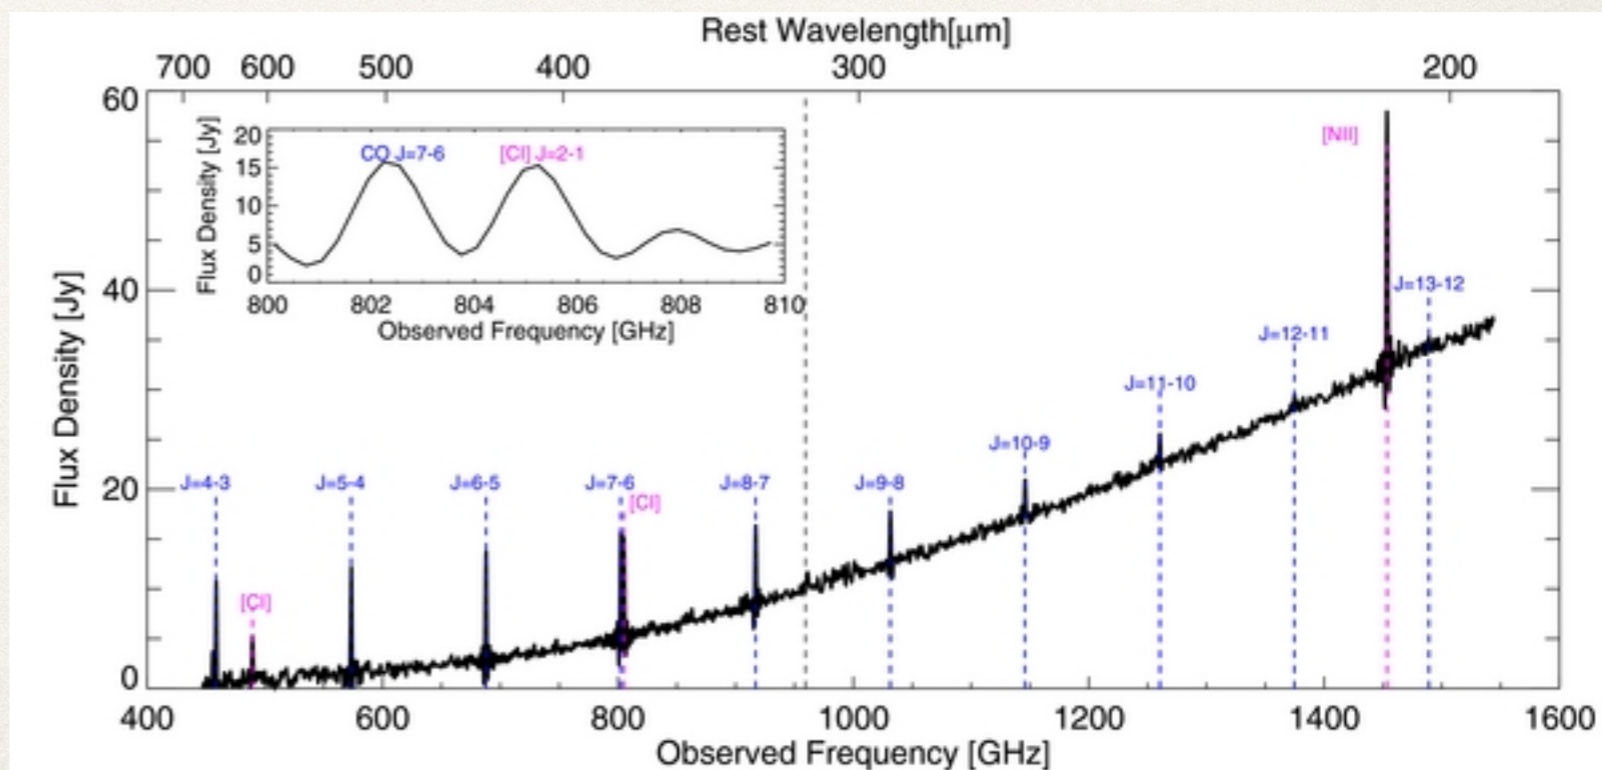 Rest Wavelength[μm]
700 600 500 400 300 200
60
40
20
0
Flux Density [Jy]
20
15
10
5
0
Flux Density [Jy]
CO J=7-6 [CI] J=2-1
800 802 804 806 808 810
Observed Frequency [GHz]
[NII]
J=13-12
J=12-11
J=11-10
J=10-9
J=4-3 J=5-4 J=6-5 J=7-6 J=8-7 J=9-8
[CI]
[CI]
400 600 800 1000 1200 1400 1600
Observed Frequency [GHz]